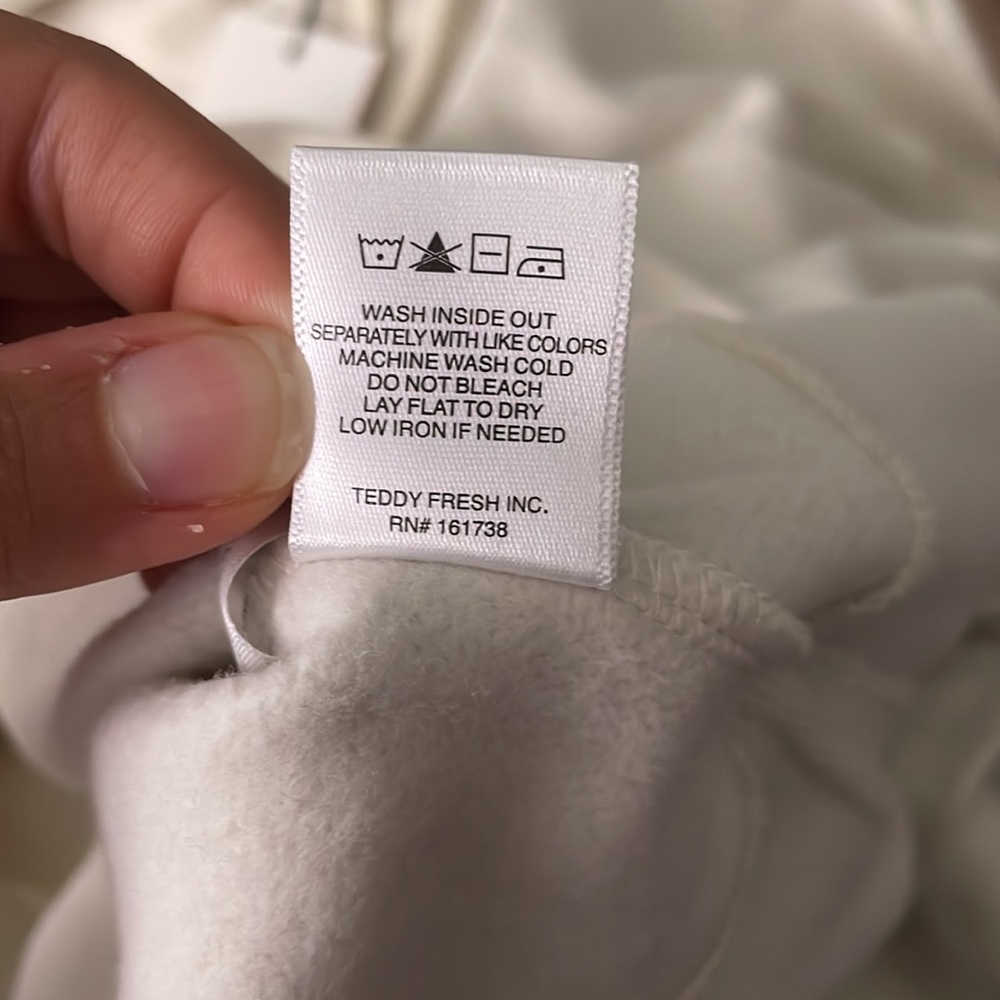 WASH INSIDE OUT
SEPARATELY WITH LIKE COLORS
MACHINE WASH COLD
DO NOT BLEACH
LAY FLAT TO DRY
LOW IRON IF NEEDED
TEDDY FRESH INC.
RN# 161738